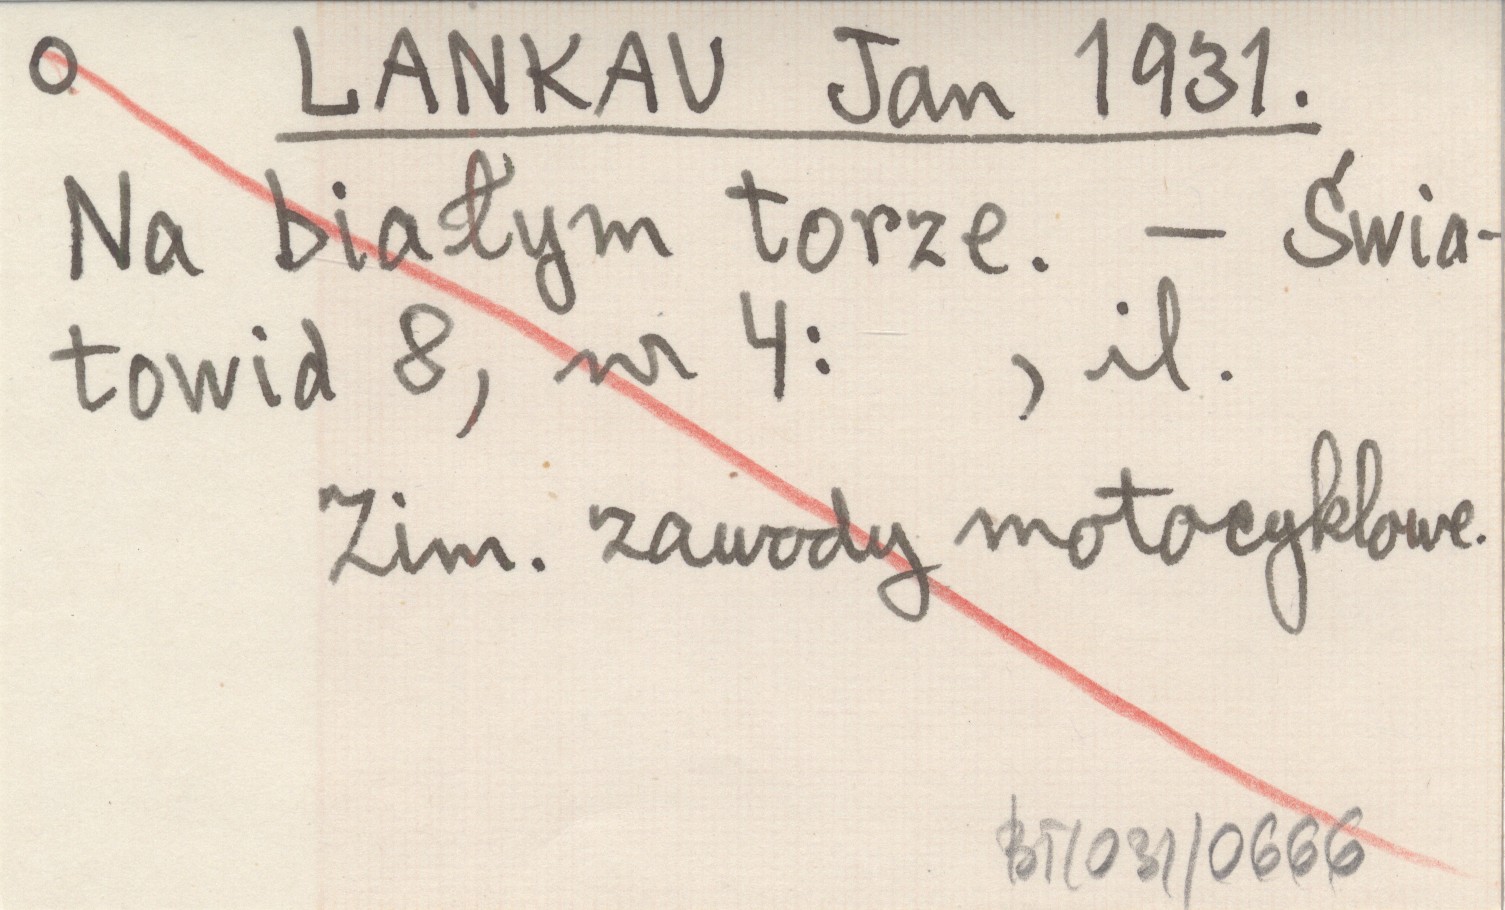 O LANKAU Jan 1931.
Na białym torze. — Świa-
towid 8, nr 4: , il.
Zim. zawody motocyklowe.
BT/031/0666